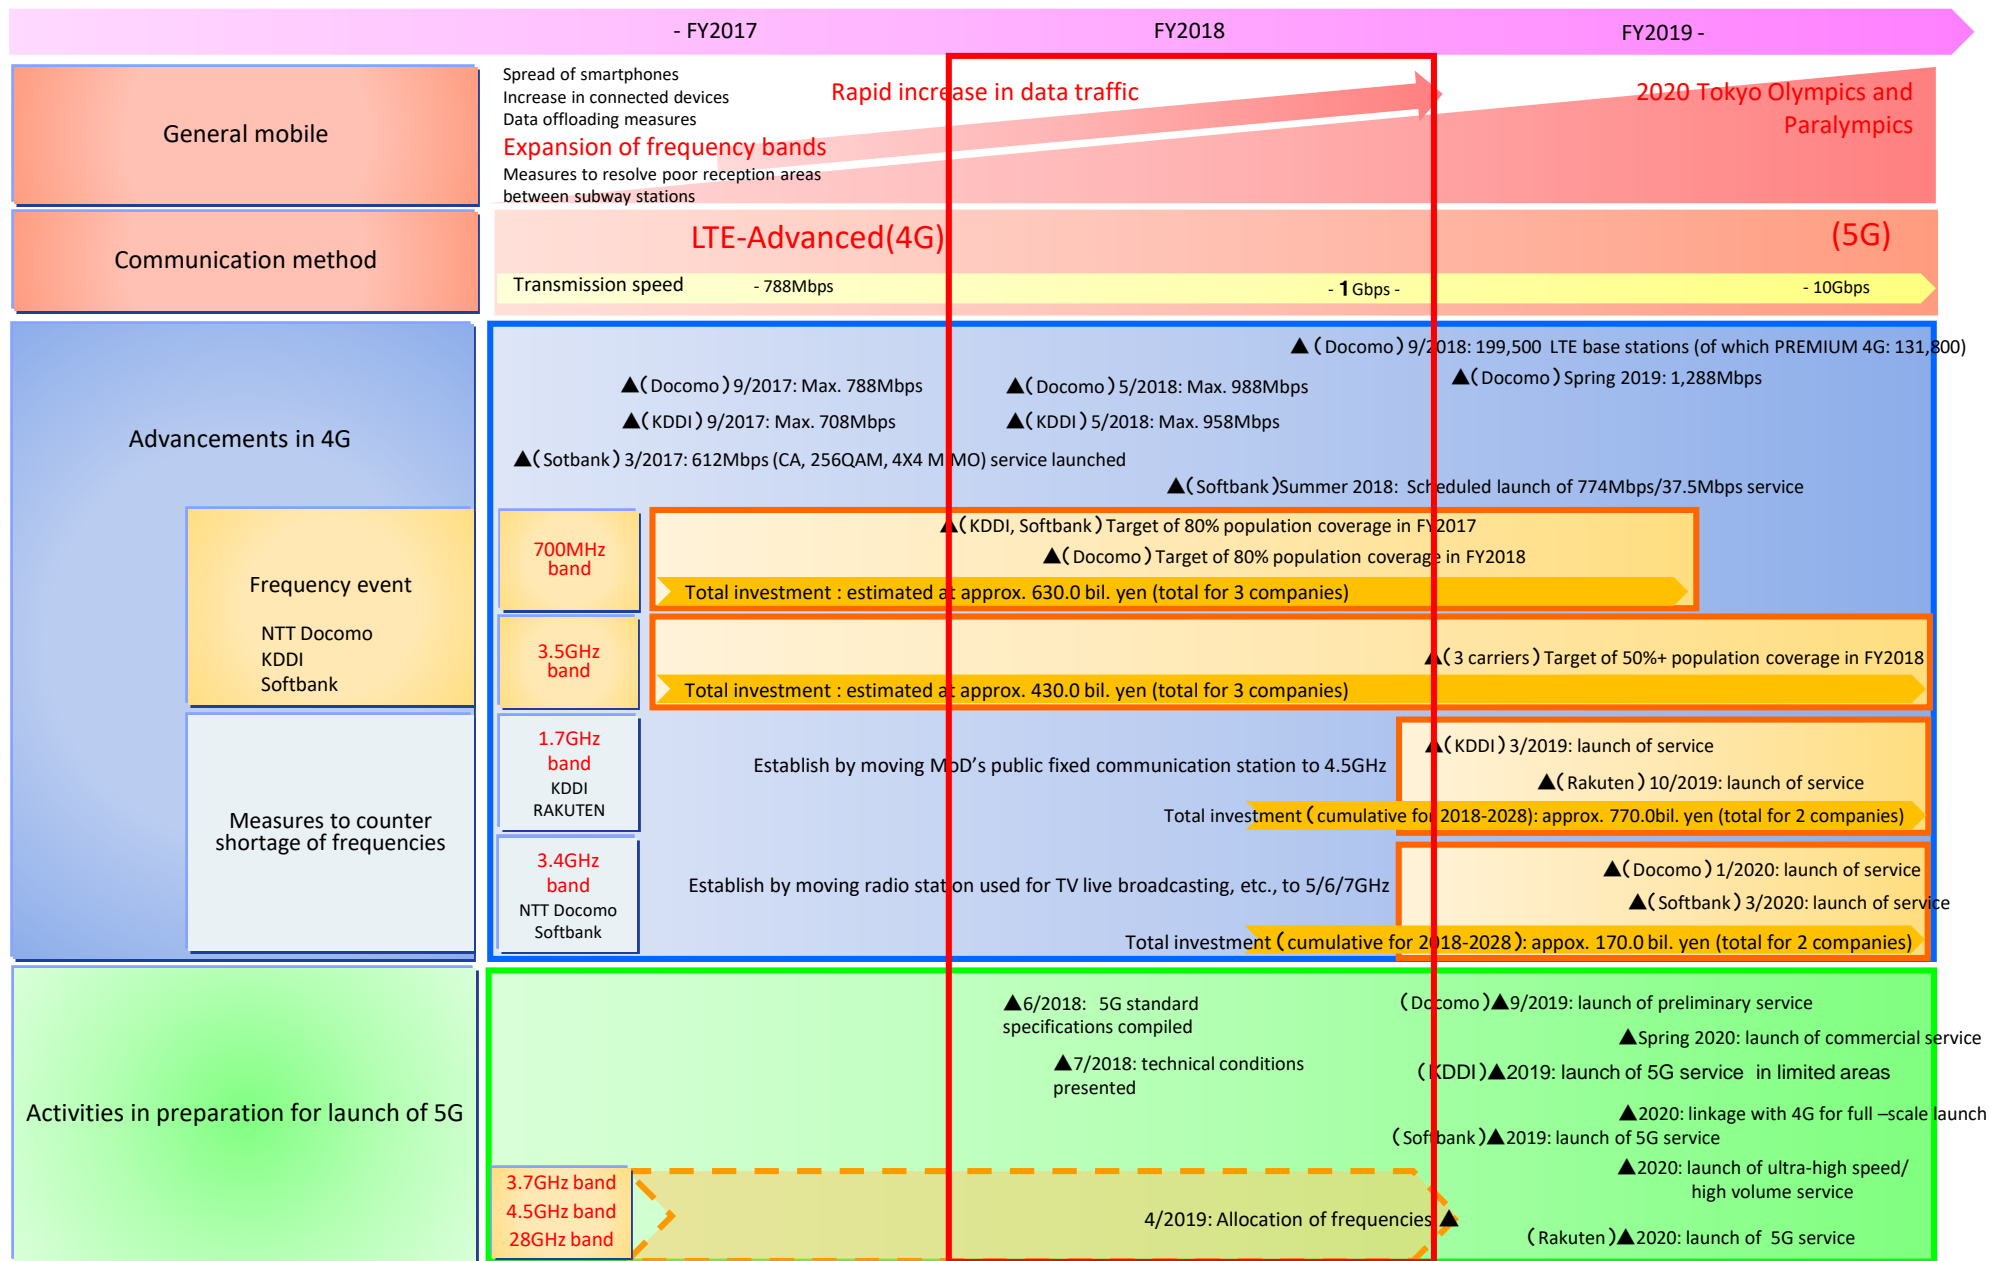 - FY2017
FY2018
FY2019 -
General mobile
Spread of smartphones
Increase in connected devices
Data offloading measures
Expansion of frequency bands
Measures to resolve poor reception areas
between subway stations
Rapid increase in data traffic
2020 Tokyo Olympics and
Paralympics
Communication method
LTE-Advanced(4G)
(5G)
Transmission speed
- 788Mbps
- 1 Gbps -
- 10Gbps
Advancements in 4G
▲(Docomo) 9/2018: 199,500 LTE base stations (of which PREMIUM 4G: 131,800)
▲(Docomo) 9/2017: Max. 788Mbps
▲(Docomo) 5/2018: Max. 988Mbps
▲(Docomo) Spring 2019: 1,288Mbps
▲(KDDI) 9/2017: Max. 708Mbps
▲(KDDI) 5/2018: Max. 958Mbps
▲(Sotbank) 3/2017: 612Mbps (CA, 256QAM, 4X4 MIMO) service launched
▲(Softbank)Summer 2018: Scheduled launch of 774Mbps/37.5Mbps service
Frequency event
NTT Docomo
KDDI
Softbank
700MHz
band
▲(KDDI, Softbank) Target of 80% population coverage in FY2017
▲(Docomo) Target of 80% population coverage in FY2018
Total investment : estimated at approx. 630.0 bil. yen (total for 3 companies)
3.5GHz
band
▲(3 carriers) Target of 50%+ population coverage in FY2018
Total investment : estimated at approx. 430.0 bil. yen (total for 3 companies)
Measures to counter
shortage of frequencies
1.7GHz
band
KDDI
RAKUTEN
Establish by moving MoD's public fixed communication station to 4.5GHz
▲(KDDI) 3/2019: launch of service
▲(Rakuten) 10/2019: launch of service
Total investment (cumulative for 2018-2028): approx. 770.0bil. yen (total for 2 companies)
3.4GHz
band
NTT Docomo
Softbank
Establish by moving radio station used for TV live broadcasting, etc., to 5/6/7GHz
▲(Docomo) 1/2020: launch of service
▲(Softbank) 3/2020: launch of service
Total investment (cumulative for 2018-2028): appox. 170.0 bil. yen (total for 2 companies)
Activities in preparation for launch of 5G
▲6/2018: 5G standard
specifications compiled
▲7/2018: technical conditions
presented
(Docomo)▲9/2019: launch of preliminary service
▲Spring 2020: launch of commercial service
(KDDI)▲2019: launch of 5G service in limited areas
▲2020: linkage with 4G for full –scale launch
(Softbank)▲2019: launch of 5G service
▲2020: launch of ultra-high speed/
high volume service
(Rakuten)▲2020: launch of 5G service
3.7GHz band
4.5GHz band
28GHz band
4/2019: Allocation of frequencies ▲